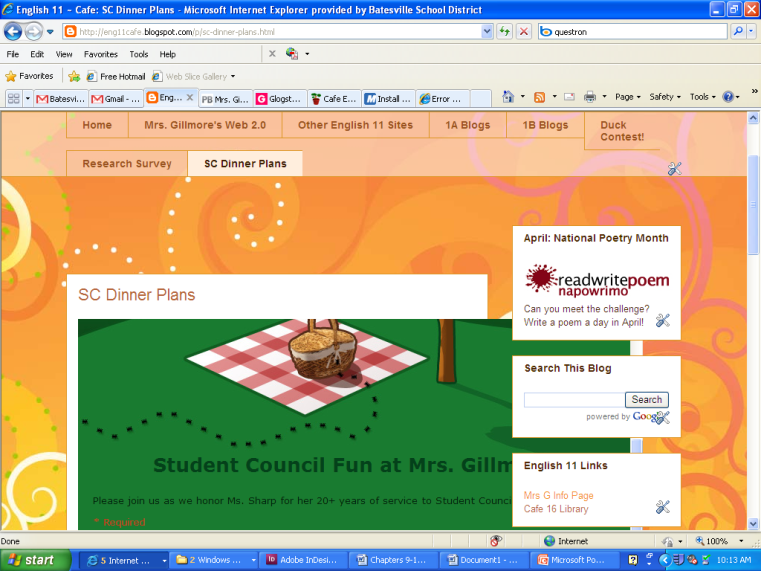 English 11 - Cafe: SC Dinner Plans - Microsoft Internet Explorer provided by Batesville School District
http://eng11cafe.blogspot.com/p/sc-dinner-plans.html
questron
File Edit View Favorites Tools Help
Favorites Free Hotmail Web Slice Gallery
Batesvi... Gmail - ... Eng... PB Mrs. Gi... Glogst... Cafe E... Install ... Error ...
Page Safety Tools
Home Mrs. Gillmore's Web 2.0 Other English 11 Sites 1A Blogs 1B Blogs Duck Contest!
Research Survey SC Dinner Plans
April: National Poetry Month
readwritepoem
napowrimo
Can you meet the challenge?
Write a poem a day in April!
SC Dinner Plans
Search This Blog
Search
powered by Google
Student Council Fun at Mrs. Gillm
Please join us as we honor Ms. Sharp for her 20+ years of service to Student Counci
* Required
English 11 Links
Mrs G Info Page
Cafe 16 Library
Done
Internet
100%
start
5 Internet ...
2 Windows ...
Adobe InDesi...
Chapters 9-1...
Document1 - ...
Microsoft Po...
10:13 AM